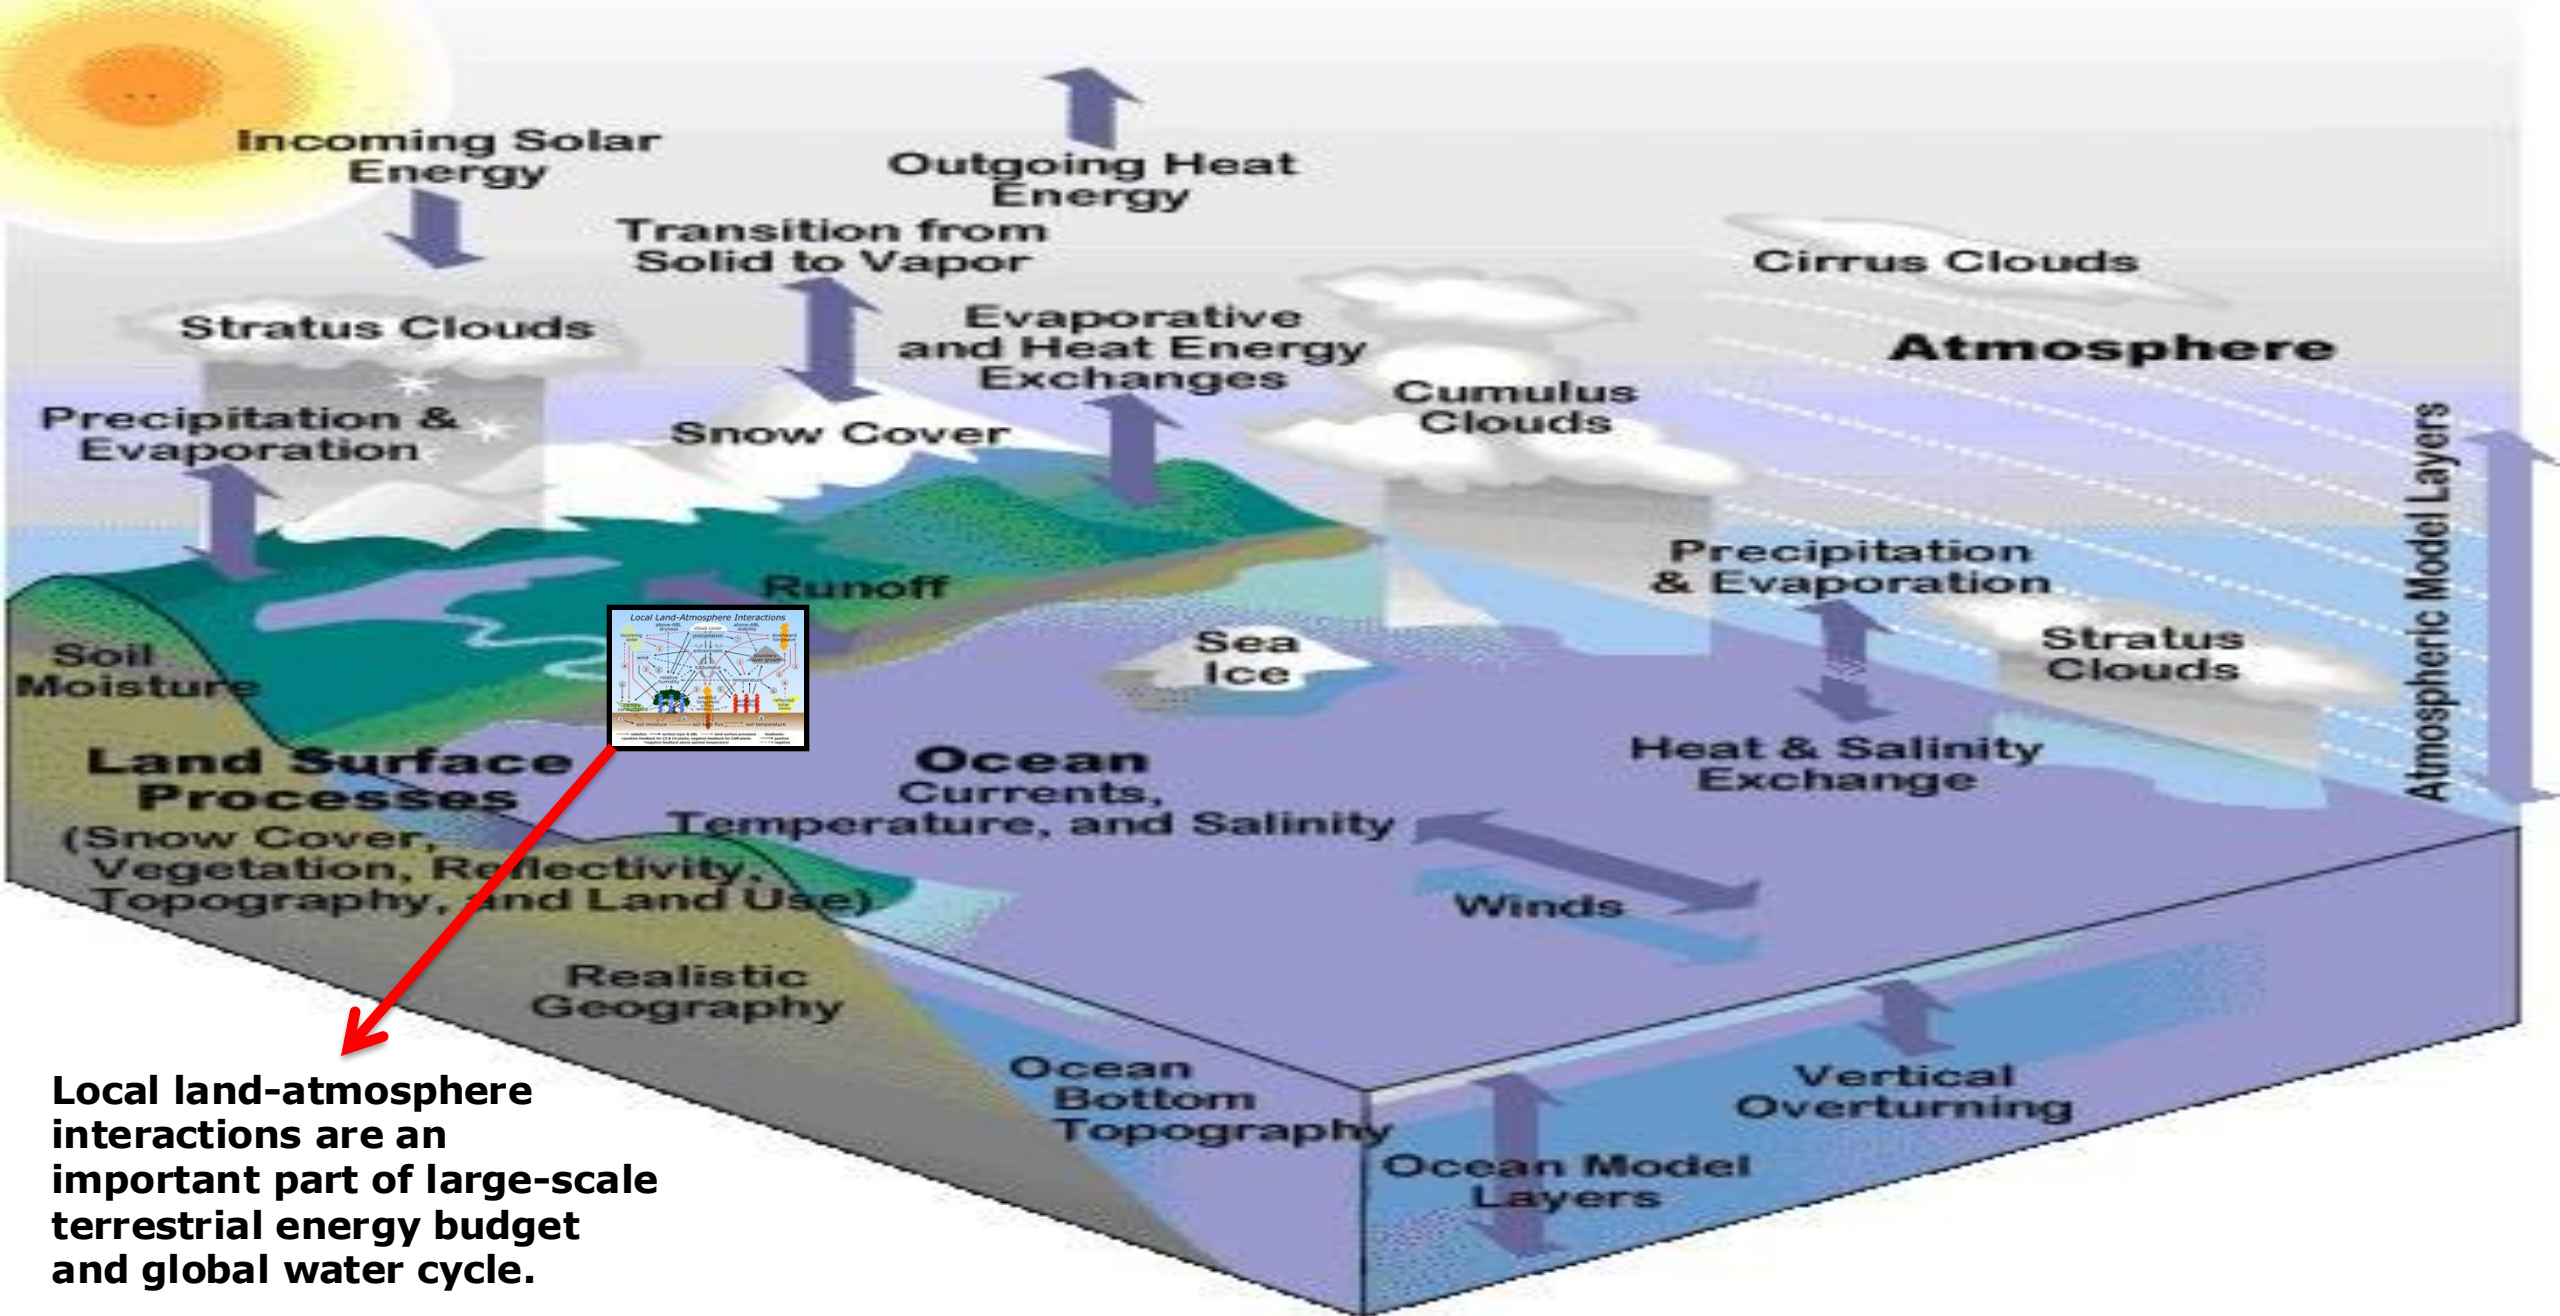 Incoming Solar
Energy
Outgoing Heat
Energy
Transition from
Solid to Vapor
Cirrus Clouds
Stratus Clouds
Evaporative
and Heat Energy
Exchanges
Atmosphere
Cumulus
Clouds
Precipitation &
Evaporation
Snow Cover
Atmospheric Model Layers
Precipitation
& Evaporation
Runoff
Local Land-Atmosphere Interactions
Soil
Moisture
Sea
Ice
Stratus
Clouds
Land Surface
Processes
(Snow Cover,
Vegetation, Reflectivity,
Topography, and Land Use)
Ocean
Currents,
Temperature, and Salinity
Heat & Salinity
Exchange
Winds
Realistic
Geography
Ocean
Bottom
Topography
Vertical
Overturning
Ocean Model
Layers
Local land-atmosphere
interactions are an
important part of large-scale
terrestrial energy budget
and global water cycle.